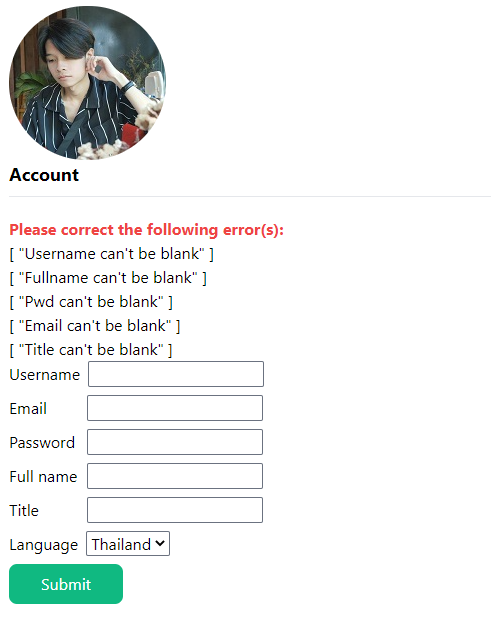 Account
Please correct the following error(s):
[ "Username can't be blank" ]
[ "Fullname can't be blank" ]
[ "Pwd can't be blank" ]
[ "Email can't be blank" ]
[ "Title can't be blank" ]
Username
Email
Password
Full name
Title
Language Thailand
Submit